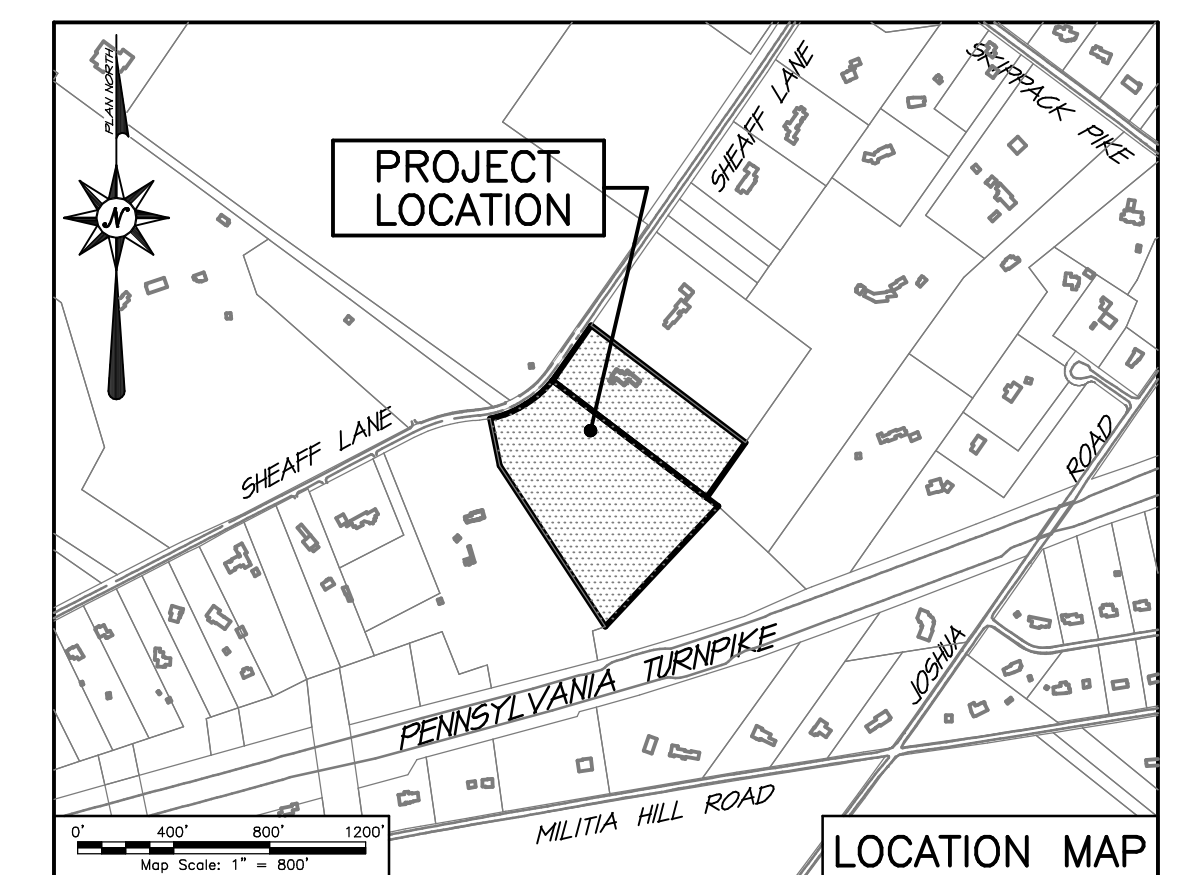 PLAN NORTH
N
PROJECT
LOCATION
SHEAFF LANE
SKIPPACK PIKE
SHEAFF LANE
ROAD
JOSHUA
PENNSYLVANIA TURNPIKE
MILITIA HILL ROAD
0' 400' 800' 1200'
Map Scale: 1" = 800'
LOCATION MAP